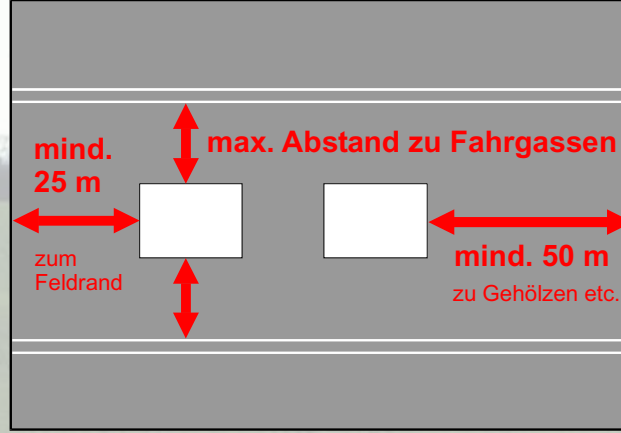 max. Abstand zu Fahrgassen
mind.
25 m
zum
Feldrand
mind. 50 m
zu Gehölzen etc.